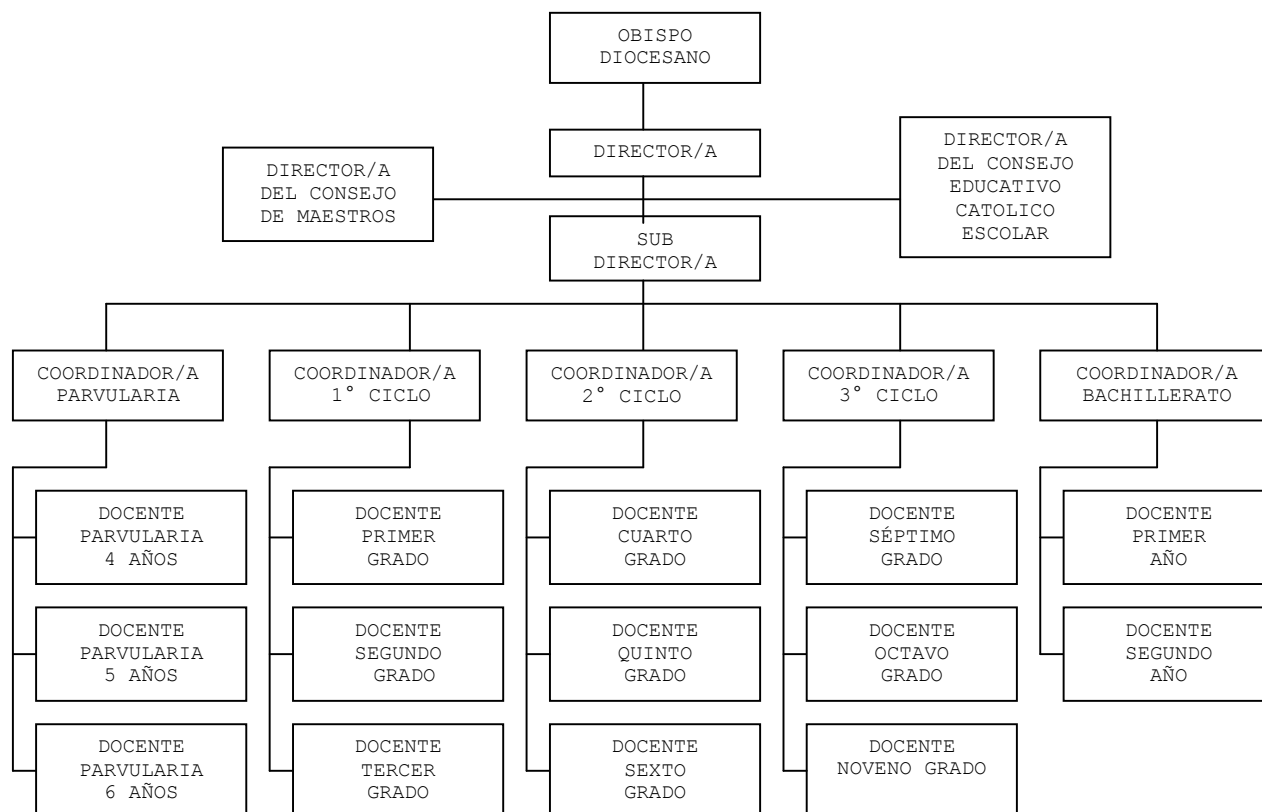 OBISPO
DIOCESANO
DIRECTOR/A
DIRECTOR/A
DEL CONSEJO
DE MAESTROS
DIRECTOR/A
DEL CONSEJO
EDUCATIVO
CATOLICO
ESCOLAR
SUB
DIRECTOR/A
COORDINADOR/A
PARVULARIA
COORDINADOR/A
1° CICLO
COORDINADOR/A
2° CICLO
COORDINADOR/A
3° CICLO
COORDINADOR/A
BACHILLERATO
DOCENTE
PARVULARIA
4 AÑOS
DOCENTE
PRIMER
GRADO
DOCENTE
CUARTO
GRADO
DOCENTE
SÉPTIMO
GRADO
DOCENTE
PRIMER
AÑO
DOCENTE
PARVULARIA
5 AÑOS
DOCENTE
SEGUNDO
GRADO
DOCENTE
QUINTO
GRADO
DOCENTE
OCTAVO
GRADO
DOCENTE
SEGUNDO
AÑO
DOCENTE
PARVULARIA
6 AÑOS
DOCENTE
TERCER
GRADO
DOCENTE
SEXTO
GRADO
DOCENTE
NOVENO GRADO